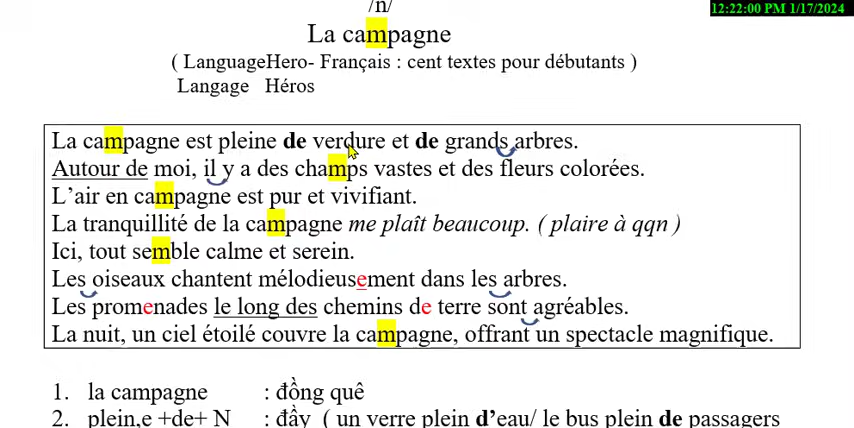 12:22:00 PM 1/17/2024
/n/
La campagne
( LanguageHero- Français : cent textes pour débutants )
Langage Héros
La campagne est pleine de verdure et de grands arbres.
Autour de moi, il y a des champs vastes et des fleurs colorées.
L’air en campagne est pur et vivifiant.
La tranquillité de la campagne me plaît beaucoup. ( plaire à qqn )
Ici, tout semble calme et serein.
Les oiseaux chantent mélodieusement dans les arbres.
Les promenades le long des chemins de terre sont agréables.
La nuit, un ciel étoilé couvre la campagne, offrant un spectacle magnifique.
1. la campagne : đồng quê
2. plein,e +de+ N : đầy ( un verre plein d’eau/ le bus plein de passagers